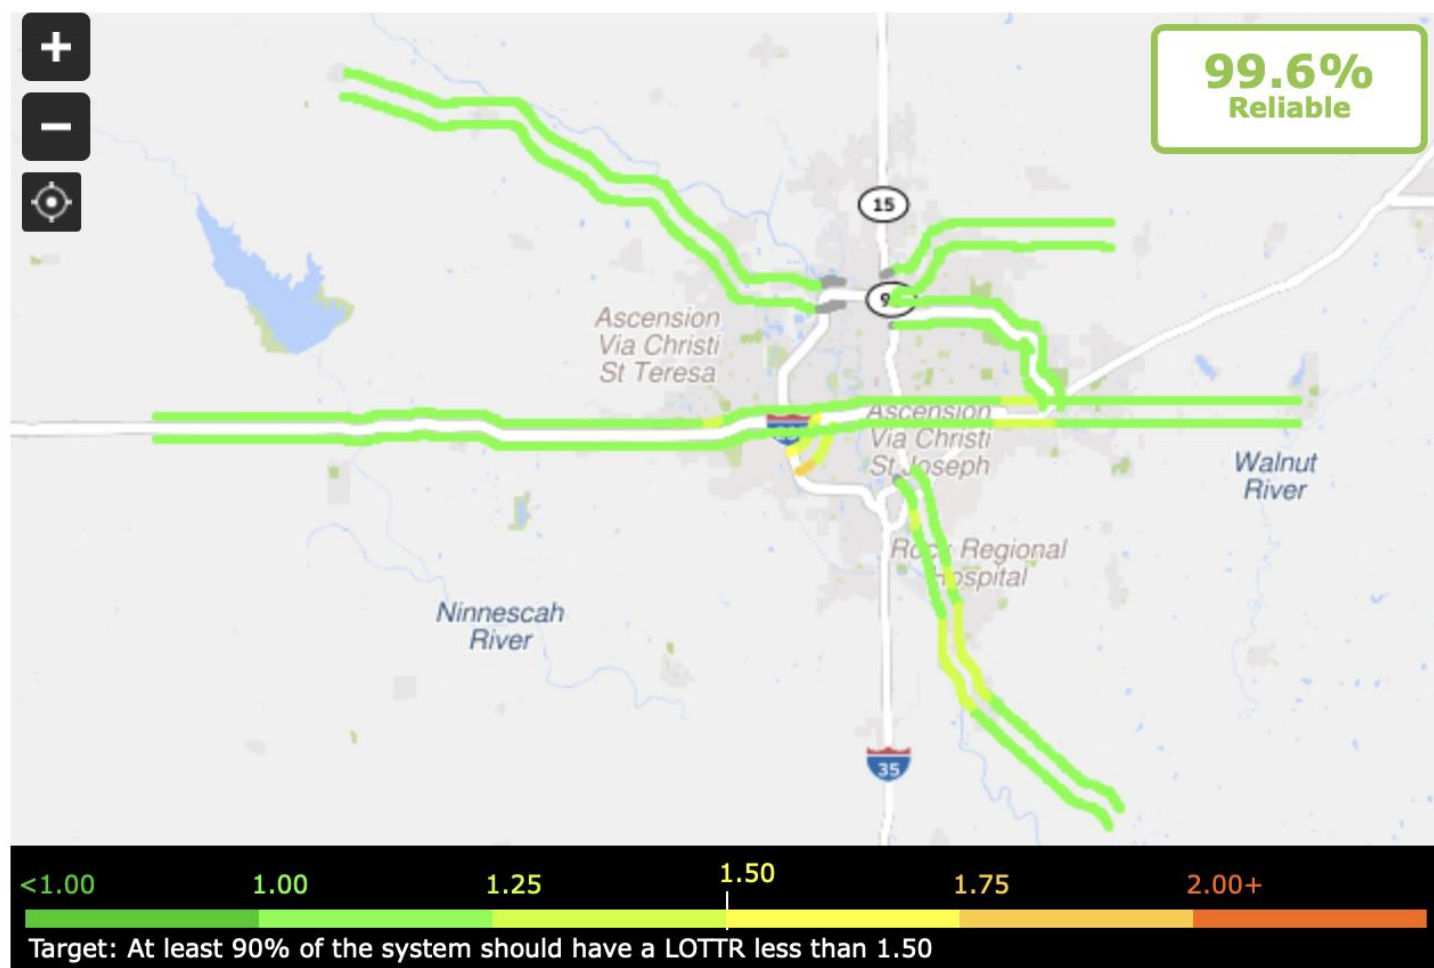 +
99.6%
Reliable
−
15
9
Ascension
Via Christi
St Teresa
Ascension
Via Christi
St Joseph
Walnut
River
Regional
Hospital
Ninnescah
River
35
<1.00
1.00
1.25
1.50
1.75
2.00+
Target: At least 90% of the system should have a LOTTR less than 1.50